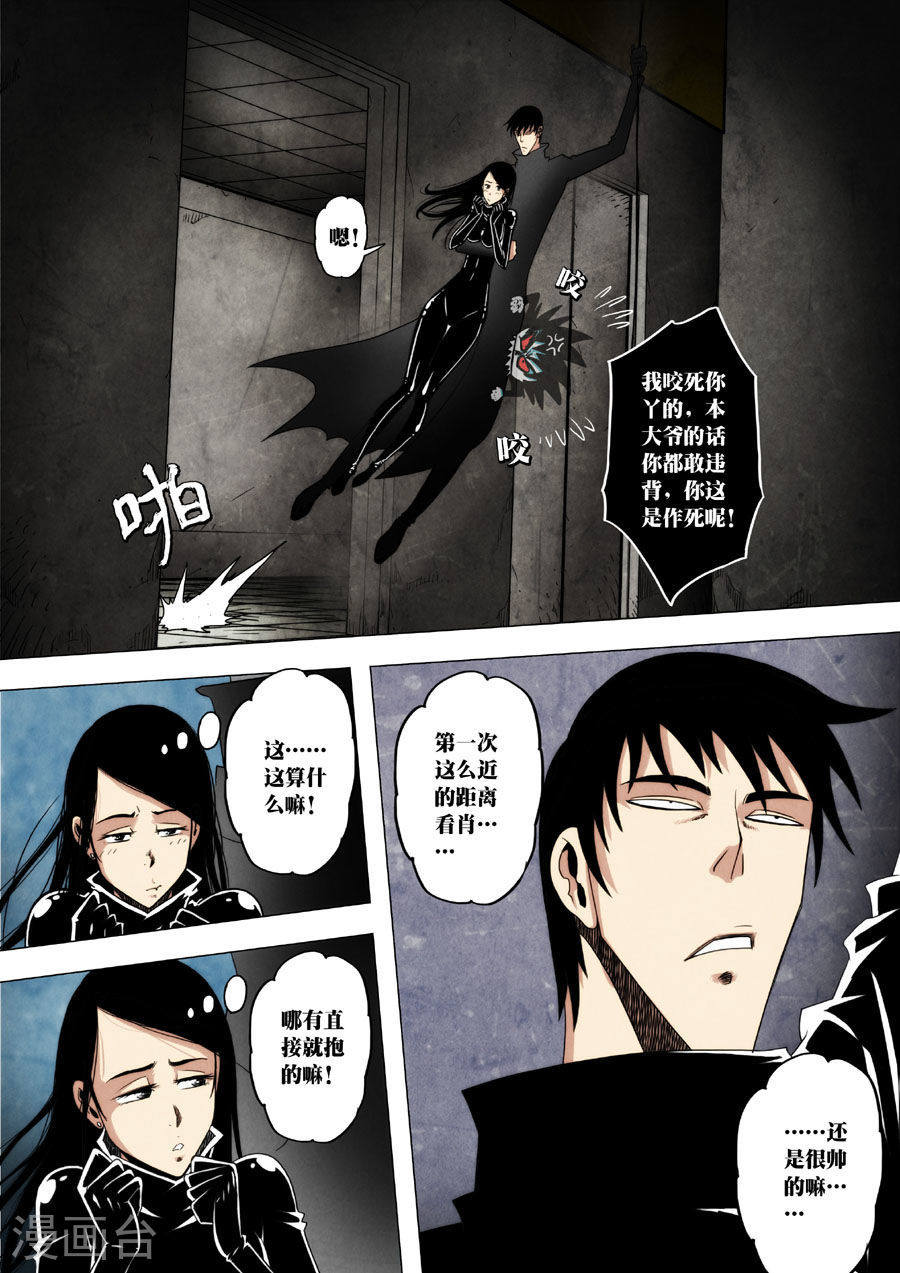 嗯！
咬
咬
啪
我咬死你
丫的，本
大爷的话
你都敢违
背，你这
是作死呢！
这……
这算什
么嘛！
哪有直
接就抱
的嘛！
第一次
这么近
的距离
看肖…
…
……还
是很帅
的嘛…
…
漫画台